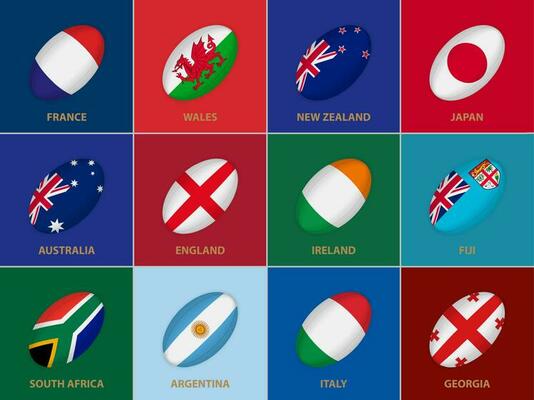 FRANCE
WALES
NEW ZEALAND
JAPAN
AUSTRALIA
ENGLAND
IRELAND
FIJI
SOUTH AFRICA
ARGENTINA
ITALY
GEORGIA